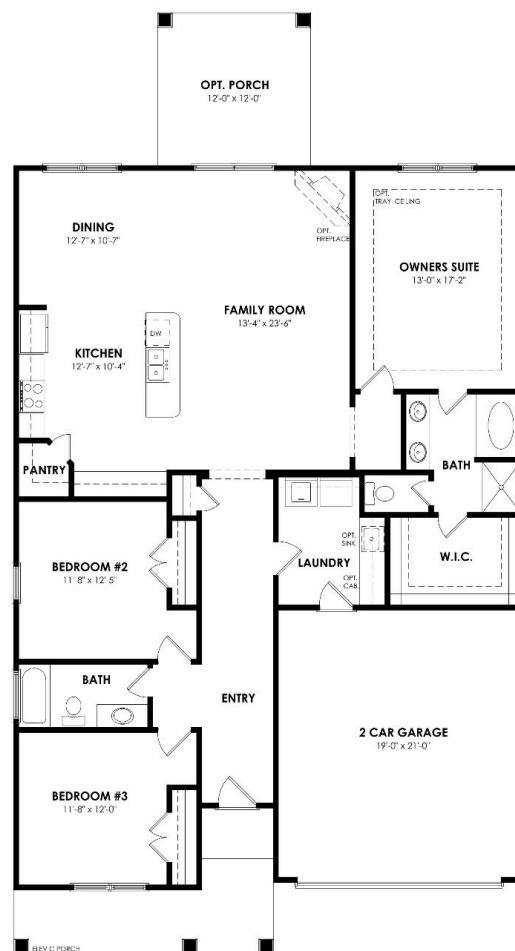 OPT. PORCH
12'-0" x 12'-0"
OPT.
TRAY CEILING
DINING
12'-7" x 10'-7"
OPT.
FIREPLACE
OWNERS SUITE
13'-0" x 17'-2"
FAMILY ROOM
13'-4" x 23'-6"
DW
KITCHEN
12'-7" x 10'-4"
PANTRY
BATH
OPT.
SINK
BEDROOM #2
11' 8" x 12' 5"
LAUNDRY
W.I.C.
OPT.
CAB.
BATH
ENTRY
2 CAR GARAGE
19'-0" x 21'-0"
BEDROOM #3
11'-8" x 12'-0"
ELEV C PORCH